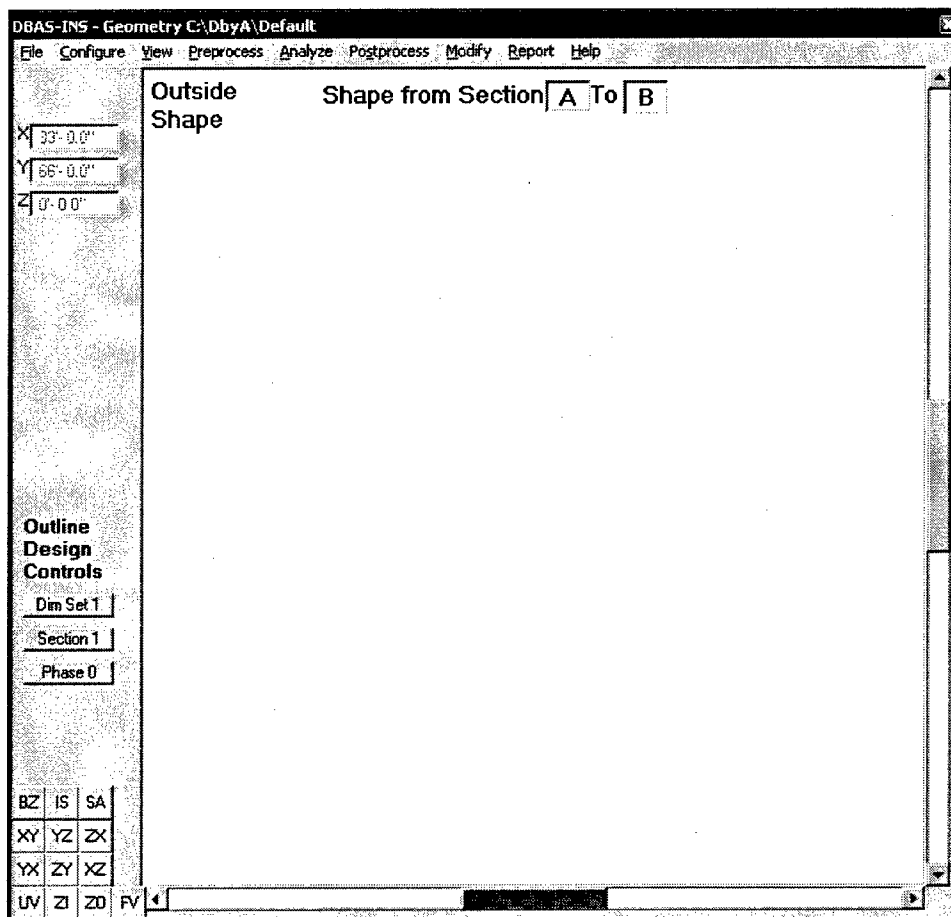 DBAS-INS - Geometry C:\DbyA\Default
File Configure View Preprocess Analyze Postprocess Modify Report Help
Outside
Shape
Shape from Section A To B
X 33'- 0.0"
Y 66'- 0.0"
Z 0'- 0.0"
Outline
Design
Controls
Dim Set 1
Section 1
Phase 0
BZ IS SA
XY YZ ZX
YX ZY XZ
UV ZI ZO FV